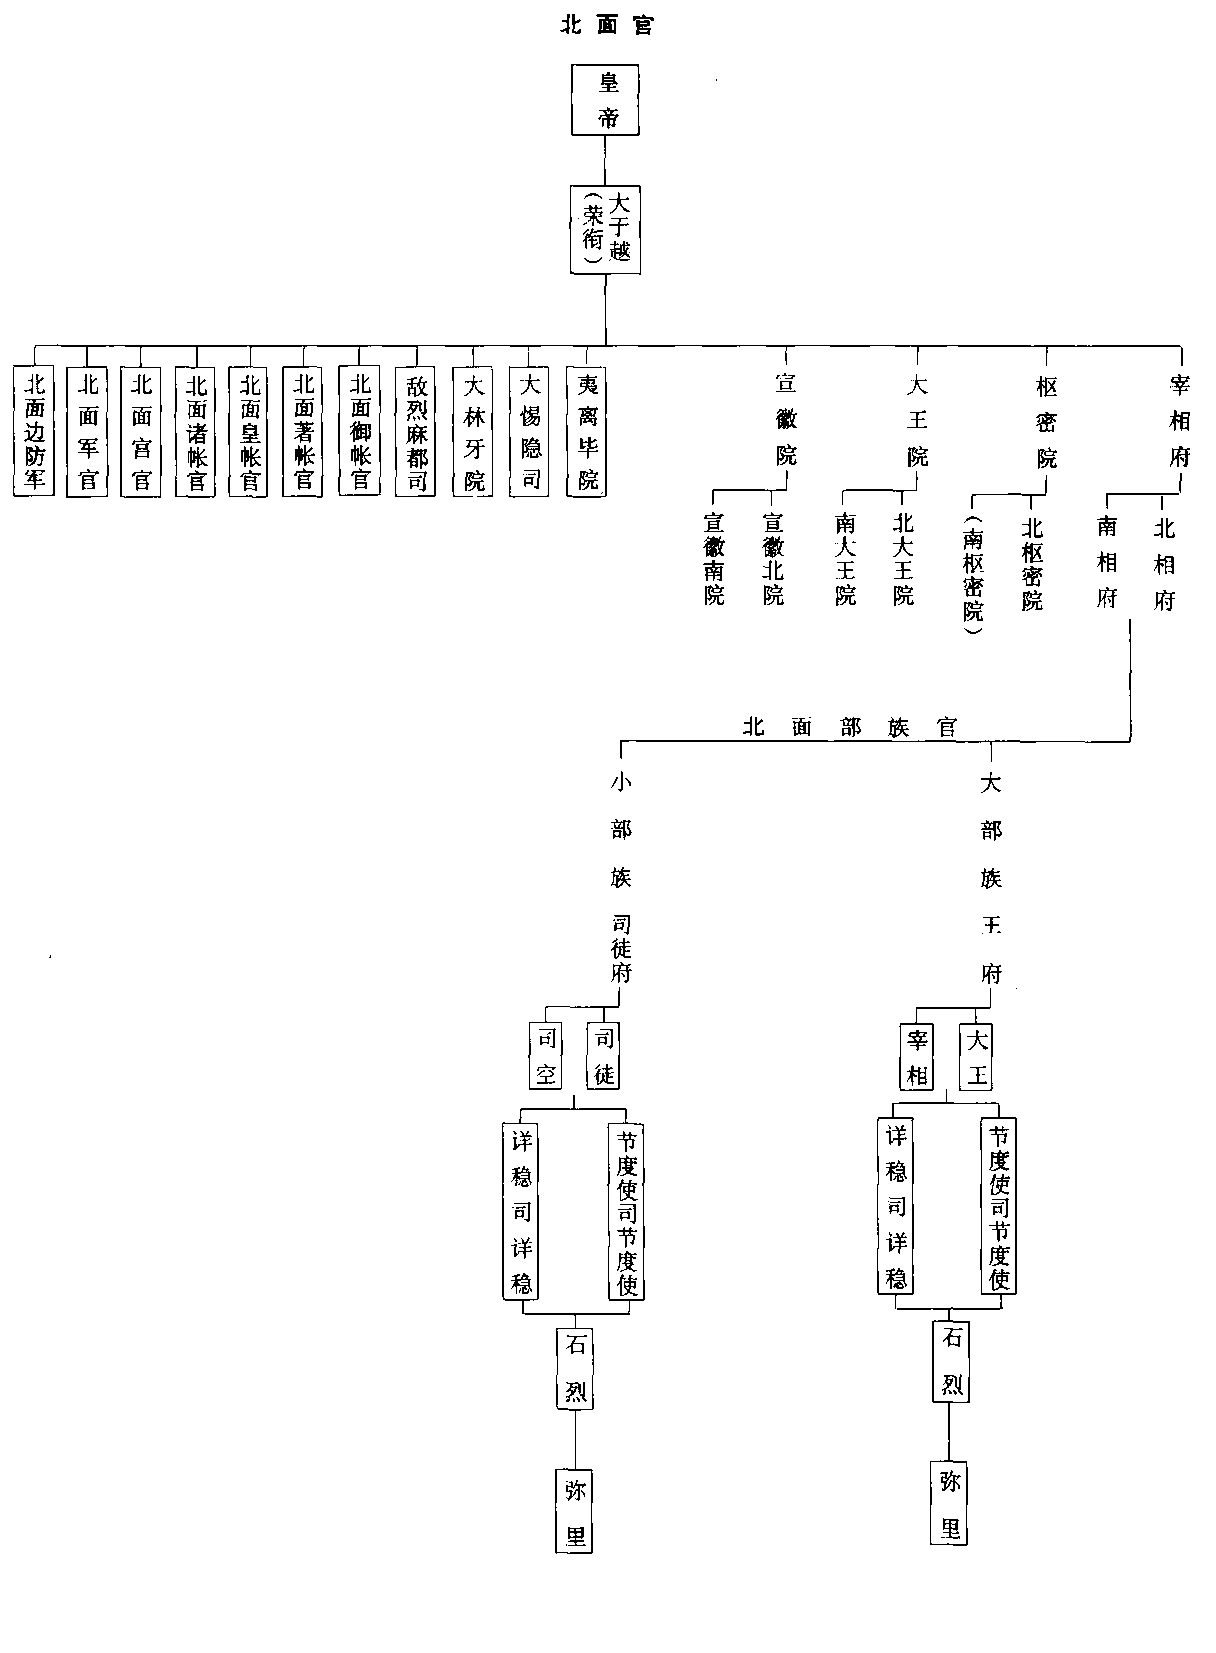 北面官
皇帝
大于越
(荣衔)
宰相府
枢密院
大王院
宣徽院
夷离毕院
大惕隐司
大林牙院
敌烈麻都司
北面御帐官
北面著帐官
北面皇帐官
北面诸帐官
北面宫官
北面军官
北面边防军
北相府
南相府
北枢密院
(南枢密院)
北大王院
南大王院
宣徽北院
宣徽南院
北面部族官
大部族王府
小部族司徒府
大王
宰相
司徒
司空
节度使司节度使
详稳司详稳
节度使司节度使
详稳司详稳
石烈
石烈
弥里
弥里